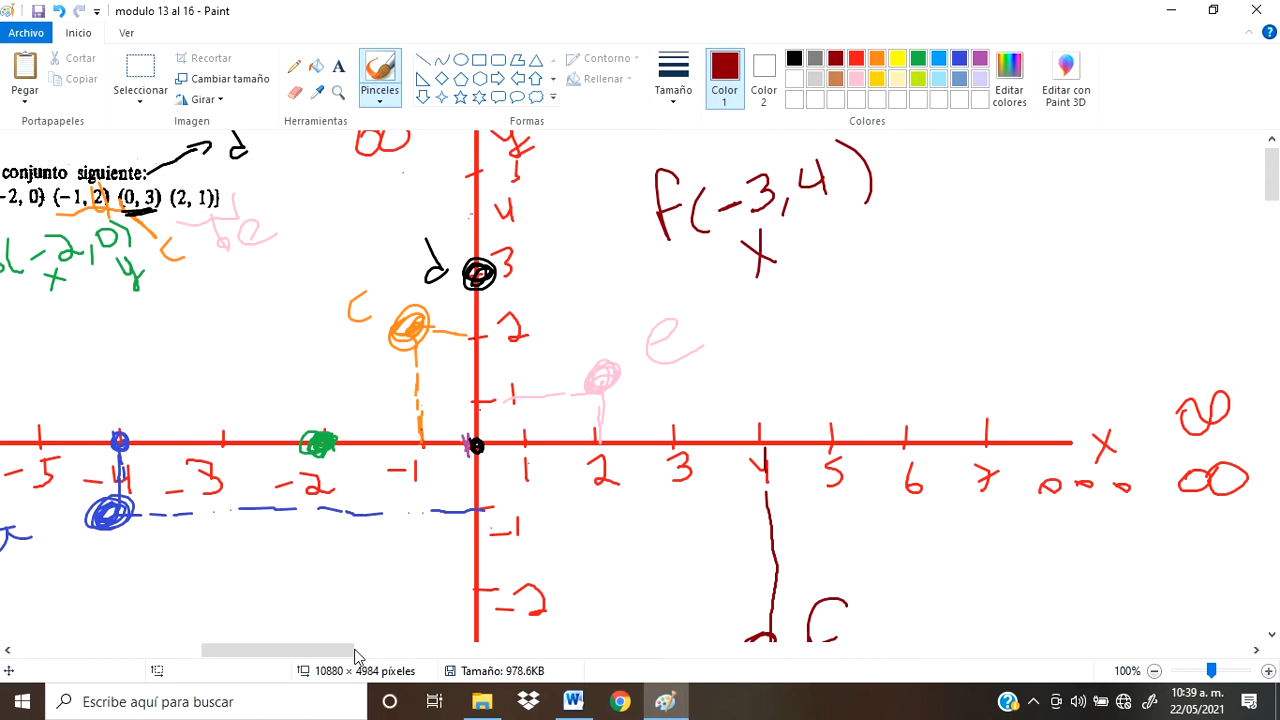 modulo 13 al 16 - Paint
Archivo Inicio Ver
Pegar Cortar Copiar
Seleccionar Recortar Cambiar tamaño Girar
Pinceles
Contorno Rellenar
Tamaño
Color 1 Color 2
Editar colores
Editar con Paint 3D
Portapapeles Imagen Herramientas Formas Colores
conjunto siguiente: d
-2, 0) (-1, 2) (0, 3) (2, 1)]
-2,0) c e
x y
y
5
4
f(-3,4)
x
d 3
c 2 e
1
-5 -4 -3 -2 -1 1 2 3 4 5 6 7 x ∞
-1
-2
f
10880 × 4984 píxeles Tamaño: 978.6KB 100%
Escribe aquí para buscar
10:39 a. m.
22/05/2021